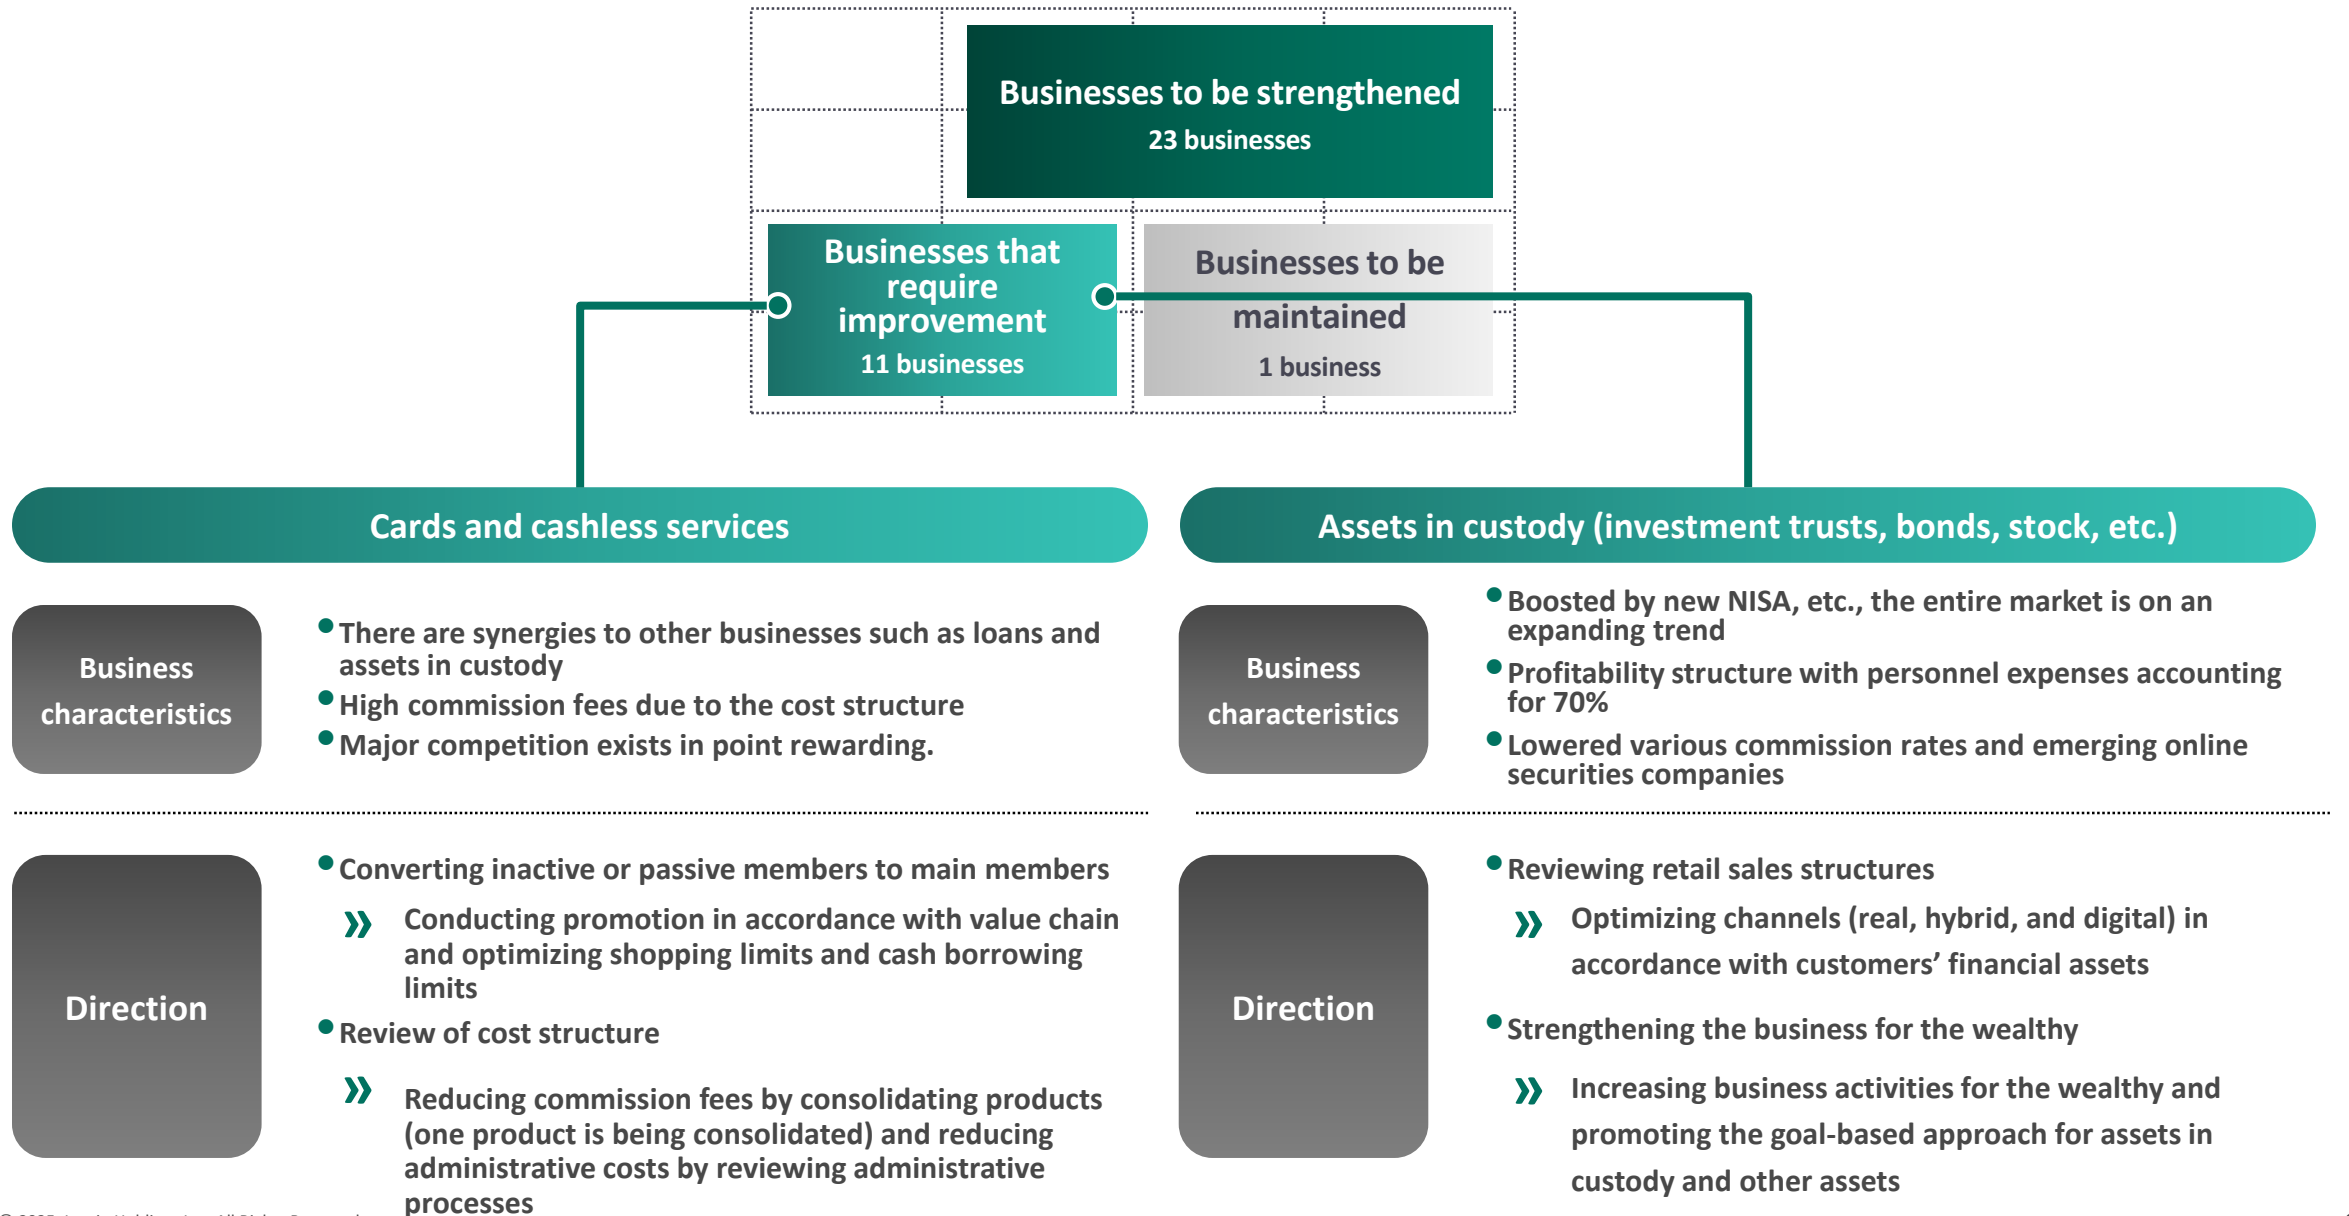 Businesses to be strengthened
23 businesses
Businesses that
require
improvement
11 businesses
Businesses to be
maintained
1 business
Cards and cashless services
Business
characteristics
There are synergies to other businesses such as loans and
assets in custody
High commission fees due to the cost structure
Major competition exists in point rewarding.
Direction
Converting inactive or passive members to main members
» Conducting promotion in accordance with value chain
and optimizing shopping limits and cash borrowing
limits
Review of cost structure
» Reducing commission fees by consolidating products
(one product is being consolidated) and reducing
administrative costs by reviewing administrative
processes
Assets in custody (investment trusts, bonds, stock, etc.)
Business
characteristics
Boosted by new NISA, etc., the entire market is on an
expanding trend
Profitability structure with personnel expenses accounting
for 70%
Lowered various commission rates and emerging online
securities companies
Direction
Reviewing retail sales structures
» Optimizing channels (real, hybrid, and digital) in
accordance with customers’ financial assets
Strengthening the business for the wealthy
» Increasing business activities for the wealthy and
promoting the goal-based approach for assets in
custody and other assets